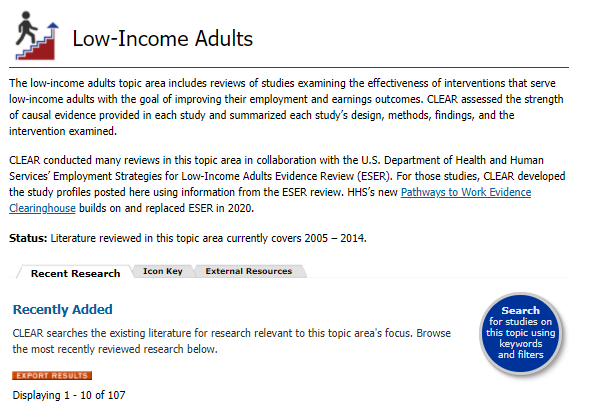 Low-Income Adults
The low-income adults topic area includes reviews of studies examining the effectiveness of interventions that serve
low-income adults with the goal of improving their employment and earnings outcomes. CLEAR assessed the strength
of causal evidence provided in each study and summarized each study's design, methods, findings, and the
intervention examined.
CLEAR conducted many reviews in this topic area in collaboration with the U.S. Department of Health and Human
Services' Employment Strategies for Low-Income Adults Evidence Review (ESER). For those studies, CLEAR developed
the study profiles posted here using information from the ESER review. HHS's new Pathways to Work Evidence
Clearinghouse builds on and replaced ESER in 2020.
Status: Literature reviewed in this topic area currently covers 2005 – 2014.
Recent Research Icon Key External Resources
Recently Added
CLEAR searches the existing literature for research relevant to this topic area's focus. Browse
the most recently reviewed research below.
Search
for studies on
this topic using
keywords
and filters
EXPORT RESULTS
Displaying 1 - 10 of 107